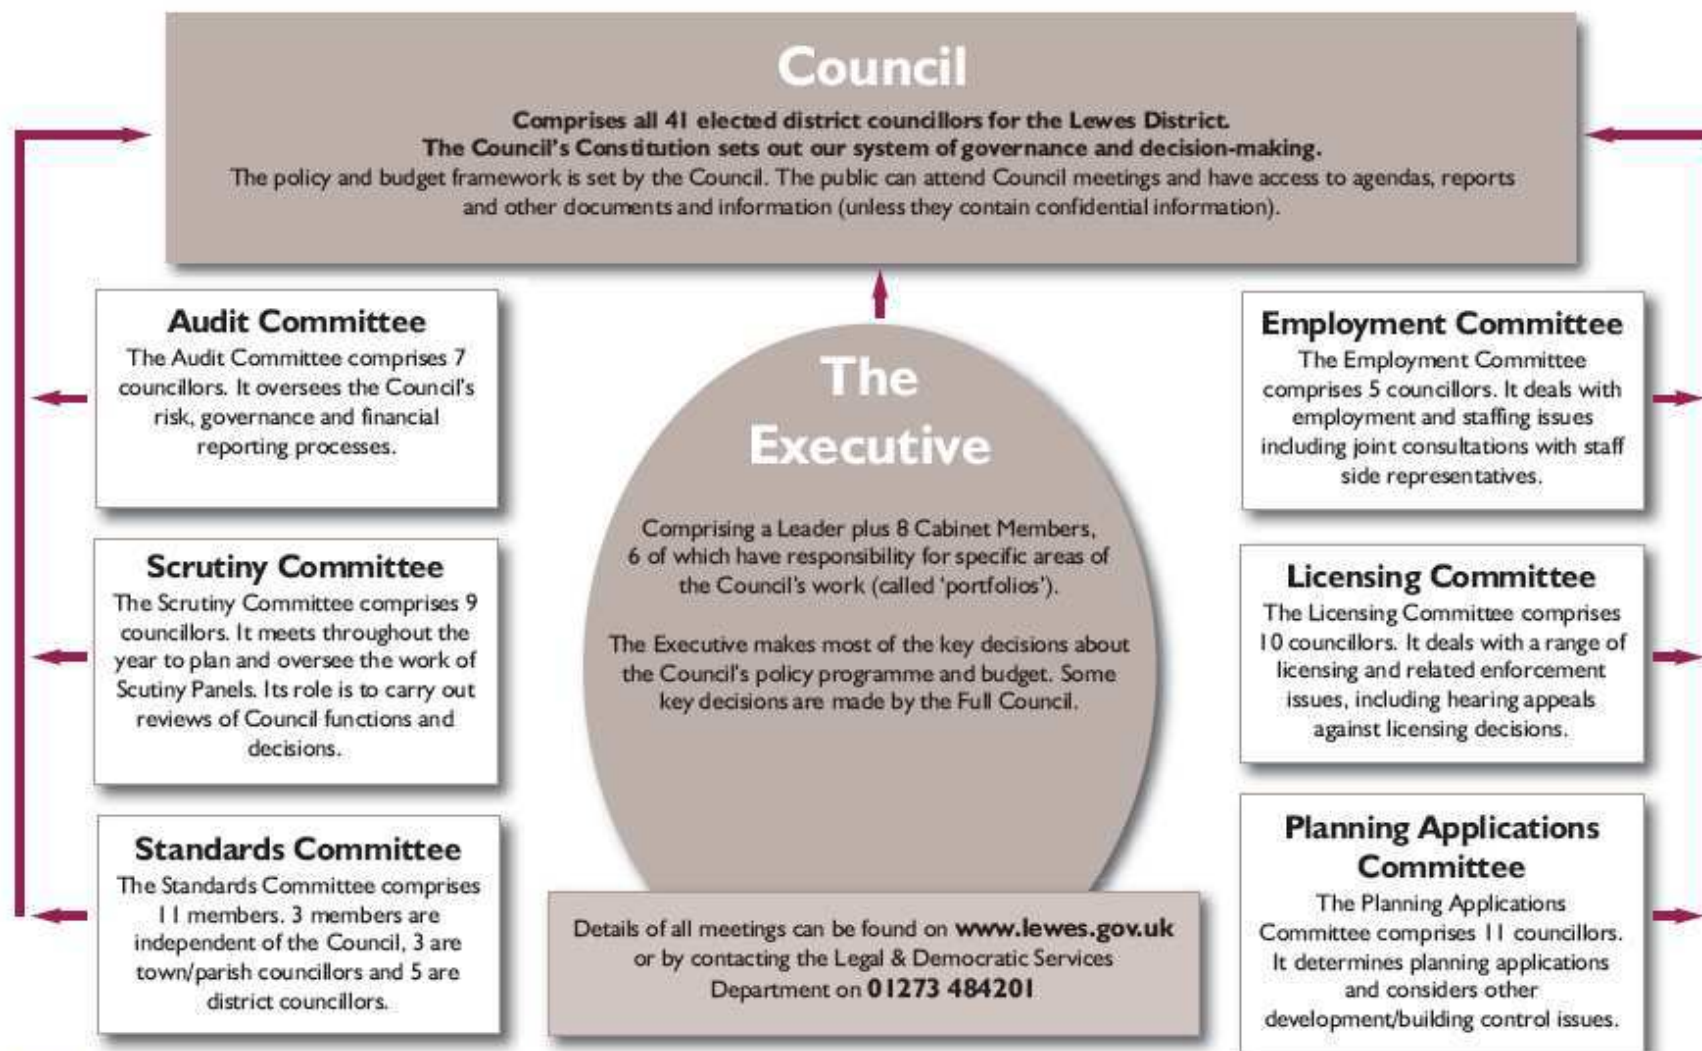 Council
Comprises all 41 elected district councillors for the Lewes District.
The Council's Constitution sets out our system of governance and decision-making.
The policy and budget framework is set by the Council. The public can attend Council meetings and have access to agendas, reports
and other documents and information (unless they contain confidential information).
Audit Committee
The Audit Committee comprises 7
councillors. It oversees the Council's
risk, governance and financial
reporting processes.
Scrutiny Committee
The Scrutiny Committee comprises 9
councillors. It meets throughout the
year to plan and oversee the work of
Scutiny Panels. Its role is to carry out
reviews of Council functions and
decisions.
Standards Committee
The Standards Committee comprises
11 members. 3 members are
independent of the Council, 3 are
town/parish councillors and 5 are
district councillors.
The
Executive
Comprising a Leader plus 8 Cabinet Members,
6 of which have responsibility for specific areas of
the Council's work (called 'portfolios').
The Executive makes most of the key decisions about
the Council's policy programme and budget. Some
key decisions are made by the Full Council.
Details of all meetings can be found on www.lewes.gov.uk
or by contacting the Legal & Democratic Services
Department on 01273 484201
Employment Committee
The Employment Committee
comprises 5 councillors. It deals with
employment and staffing issues
including joint consultations with staff
side representatives.
Licensing Committee
The Licensing Committee comprises
10 councillors. It deals with a range of
licensing and related enforcement
issues, including hearing appeals
against licensing decisions.
Planning Applications
Committee
The Planning Applications
Committee comprises 11 councillors.
It determines planning applications
and considers other
development/building control issues.